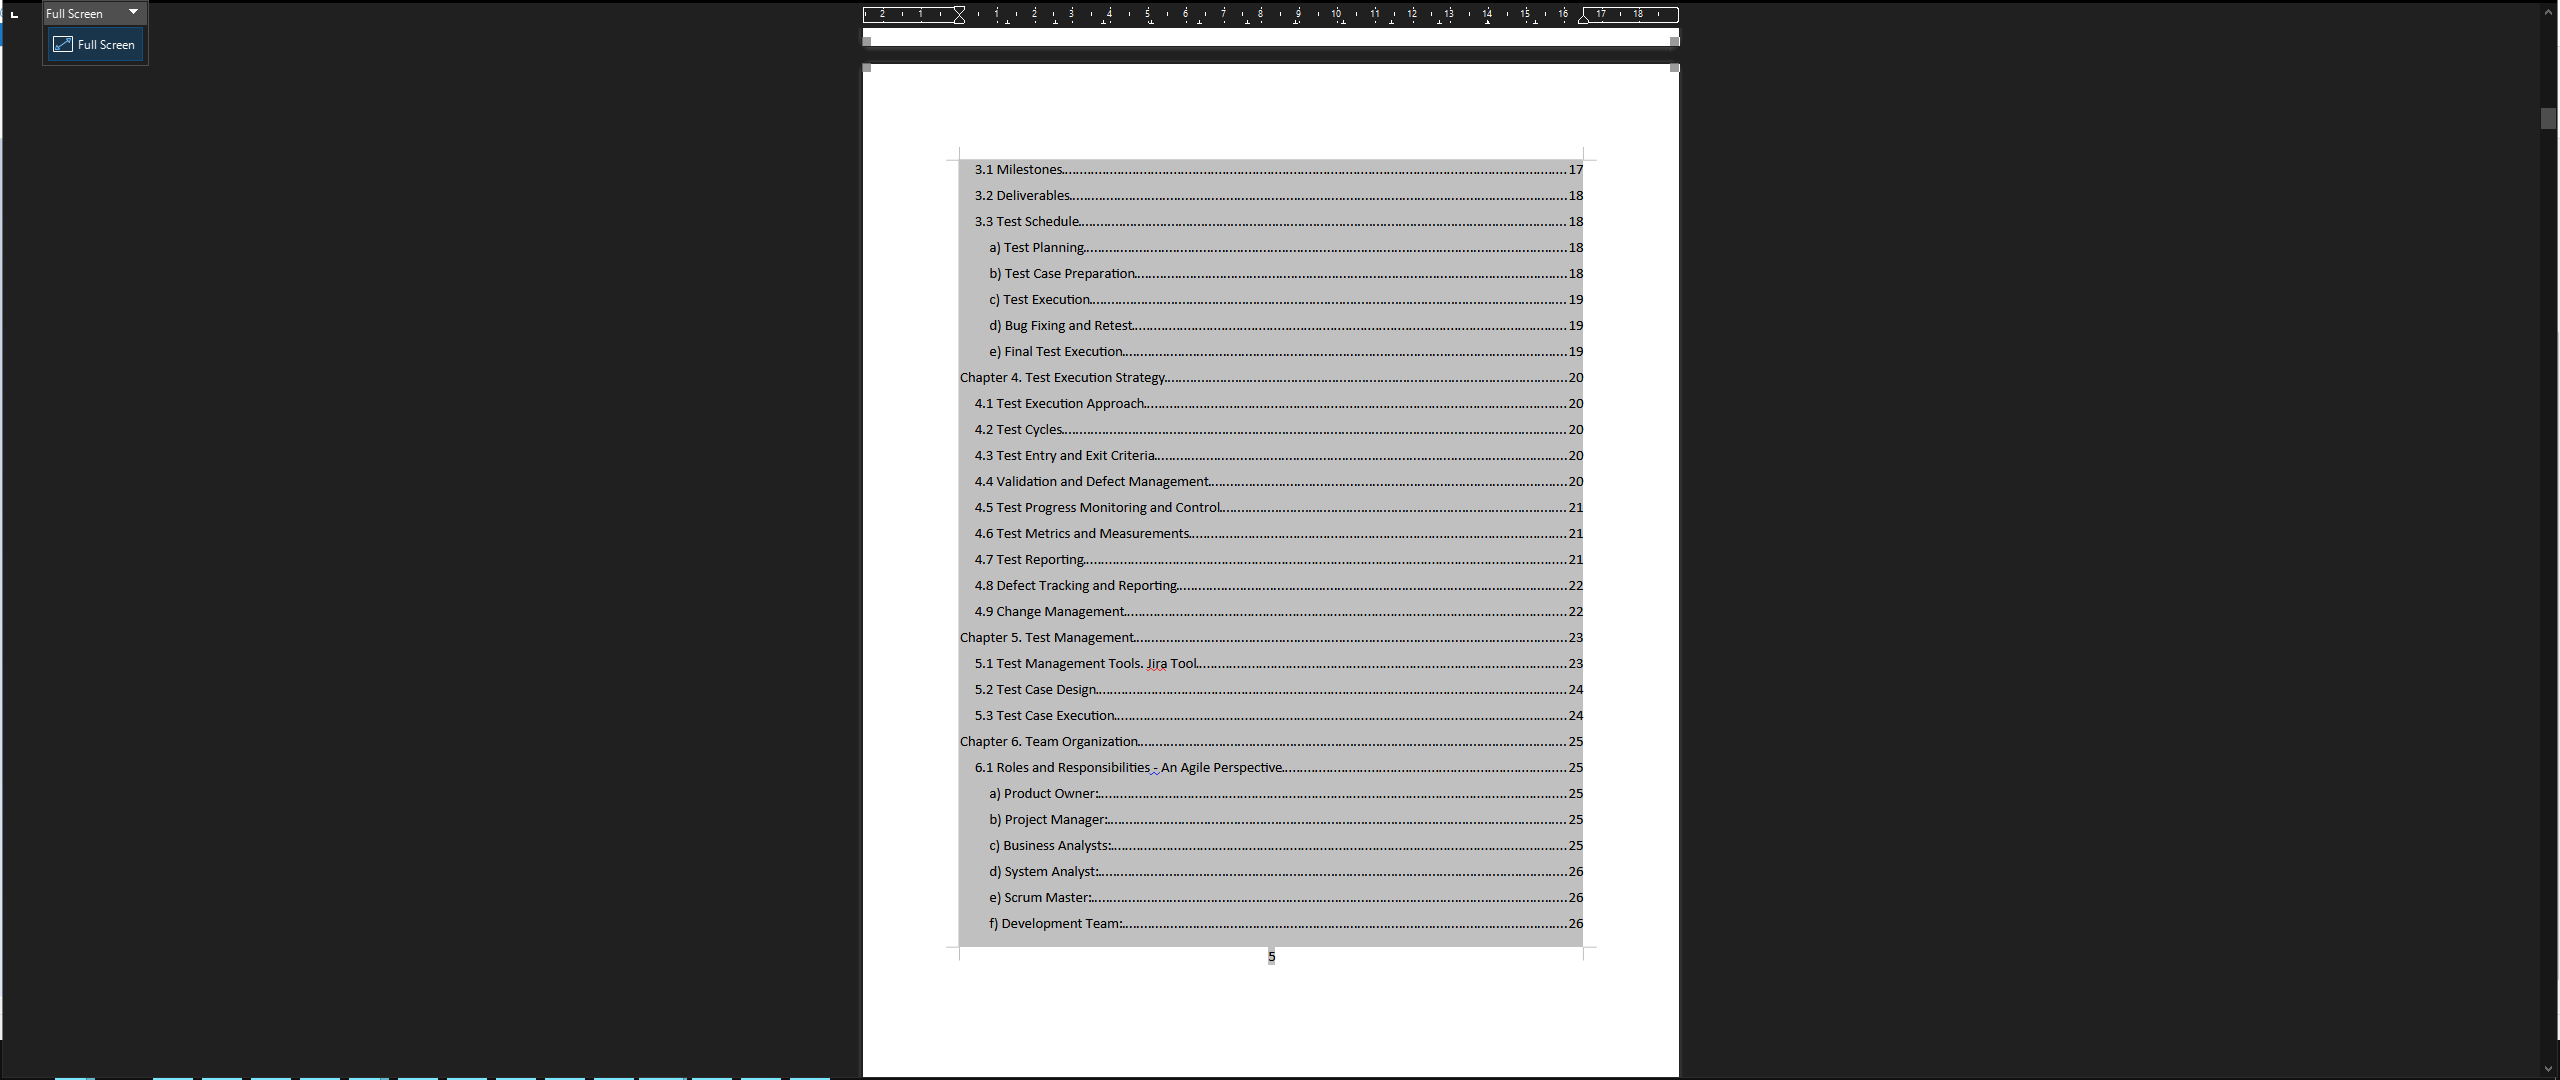 Full Screen
Full Screen
2 1 1 2 3 4 5 6 7 8 9 10 11 12 13 14 15 16 17 18
3.1 Milestones 17
3.2 Deliverables 18
3.3 Test Schedule 18
a) Test Planning 18
b) Test Case Preparation 18
c) Test Execution 19
d) Bug Fixing and Retest 19
e) Final Test Execution 19
Chapter 4. Test Execution Strategy 20
4.1 Test Execution Approach 20
4.2 Test Cycles 20
4.3 Test Entry and Exit Criteria 20
4.4 Validation and Defect Management 20
4.5 Test Progress Monitoring and Control 21
4.6 Test Metrics and Measurements 21
4.7 Test Reporting 21
4.8 Defect Tracking and Reporting 22
4.9 Change Management 22
Chapter 5. Test Management 23
5.1 Test Management Tools. Jira Tool 23
5.2 Test Case Design 24
5.3 Test Case Execution 24
Chapter 6. Team Organization 25
6.1 Roles and Responsibilities - An Agile Perspective 25
a) Product Owner: 25
b) Project Manager: 25
c) Business Analysts: 25
d) System Analyst: 26
e) Scrum Master: 26
f) Development Team: 26
5